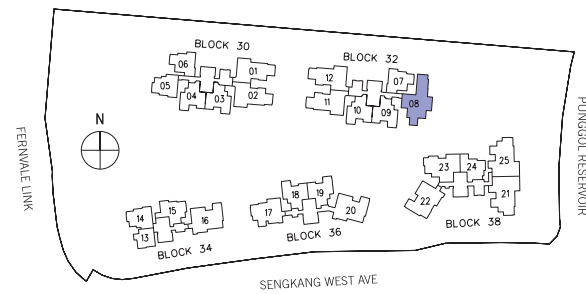 BLOCK 30
BLOCK 32
06
01
05
04
03
02
12
07
11
10
09
08
N
FERNVALE LINK
PUNGGOL RESERVOIR
23
24
25
22
21
BLOCK 38
18
19
17
20
BLOCK 36
14
15
16
13
BLOCK 34
SENGKANG WEST AVE